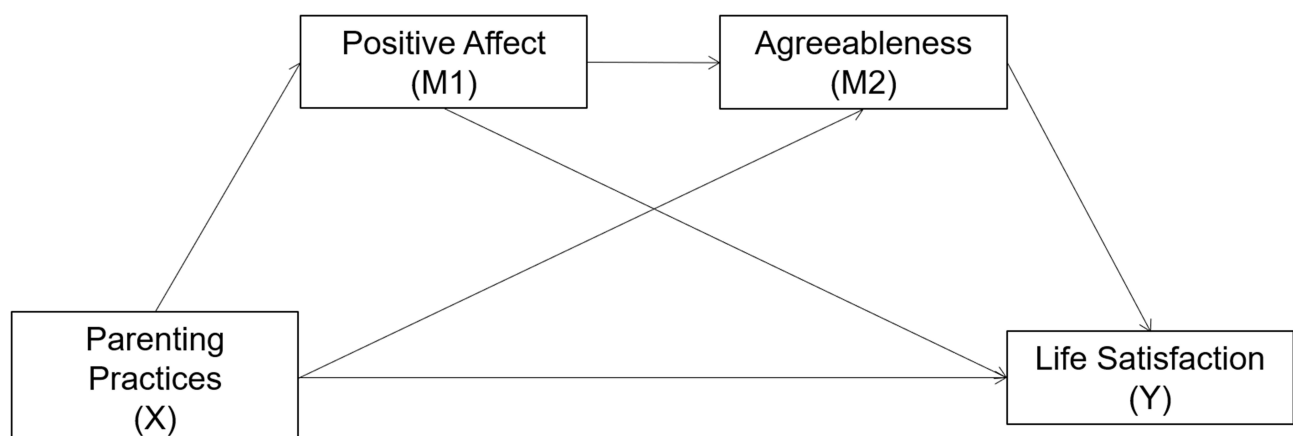 Positive Affect
(M1)
Agreeableness
(M2)
Parenting
Practices
(X)
Life Satisfaction
(Y)